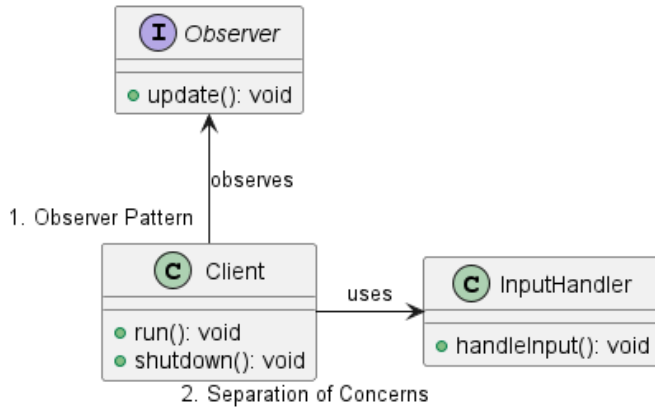 I Observer
update(): void
observes
1. Observer Pattern
C Client
run(): void
shutdown(): void
uses
C InputHandler
handleInput(): void
2. Separation of Concerns